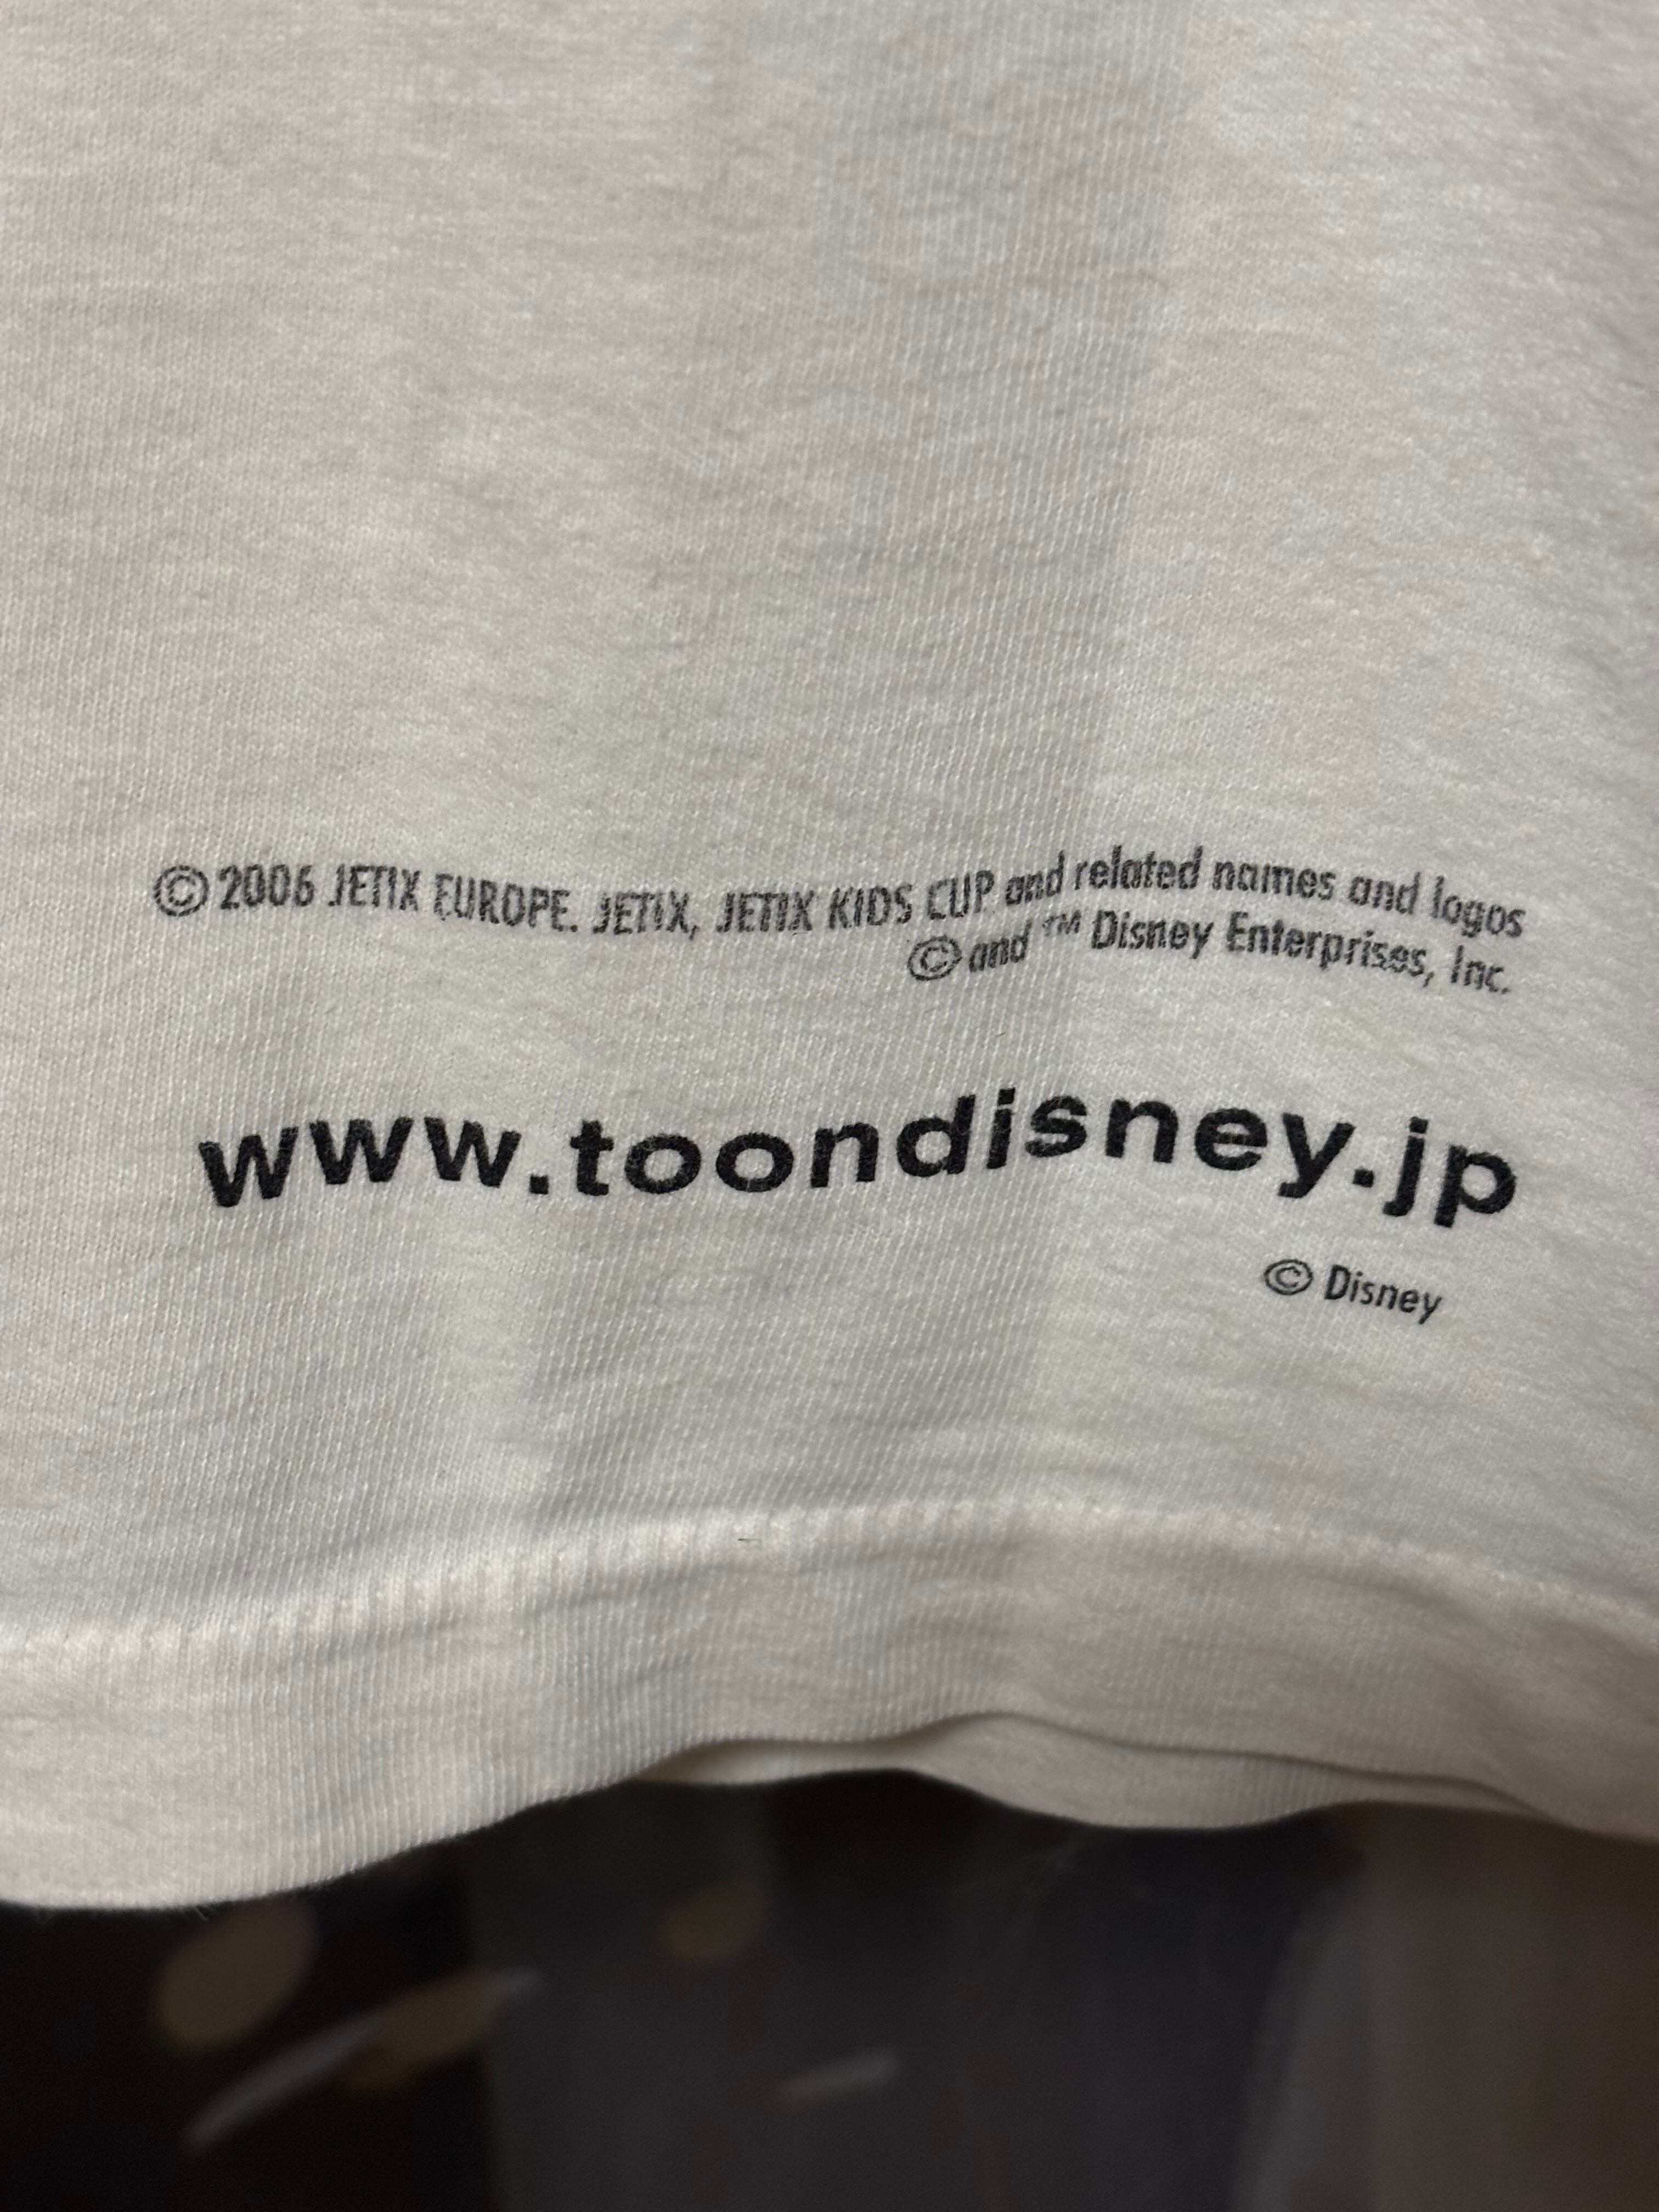 © 2006 JETIX EUROPE. JETIX, JETIX KIDS CUP and related names and logos
© and ™ Disney Enterprises, Inc.
www.toondisney.jp
© Disney